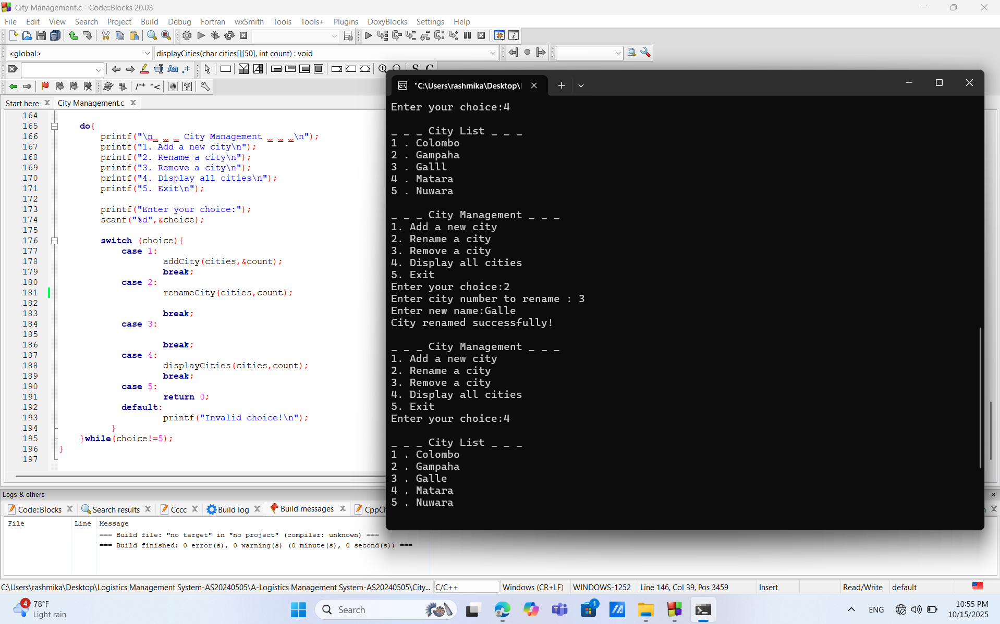 City Management.c - Code::Blocks 20.03
File Edit View Search Project Build Debug Fortran wxSmith Tools Tools+ Plugins DoxyBlocks Settings Help
<global>
displayCities(char cities[][50], int count) : void
Start here
City Management.c
164
165 do{
166 printf("\n_ _ _ City Management _ _ _\n");
167 printf("1. Add a new city\n");
168 printf("2. Rename a city\n");
169 printf("3. Remove a city\n");
170 printf("4. Display all cities\n");
171 printf("5. Exit\n");
172
173 printf("Enter your choice:");
174 scanf("%d",&choice);
175
176 switch (choice){
177 case 1:
178 addCity(cities,&count);
179 break;
180 case 2:
181 renameCity(cities,count);
182
183 break;
184 case 3:
185
186 break;
187 case 4:
188 displayCities(cities,count);
189 break;
190 case 5:
191 return 0;
192 default:
193 printf("Invalid choice!\n");
194 }
195 }while(choice!=5);
196 }
197
"C:\Users\rashmika\Desktop\
Enter your choice:4
_ _ _ City List _ _ _
1 . Colombo
2 . Gampaha
3 . Galll
4 . Matara
5 . Nuwara
_ _ _ City Management _ _ _
1. Add a new city
2. Rename a city
3. Remove a city
4. Display all cities
5. Exit
Enter your choice:2
Enter city number to rename : 3
Enter new name:Galle
City renamed successfully!
_ _ _ City Management _ _ _
1. Add a new city
2. Rename a city
3. Remove a city
4. Display all cities
5. Exit
Enter your choice:4
_ _ _ City List _ _ _
1 . Colombo
2 . Gampaha
3 . Galle
4 . Matara
5 . Nuwara
Logs & others
Code::Blocks Search results Cccc Build log Build messages CppCh
File Line Message
=== Build file: "no target" in "no project" (compiler: unknown) ===
=== Build finished: 0 error(s), 0 warning(s) (0 minute(s), 0 second(s)) ===
C:\Users\rashmika\Desktop\Logistics Management System-AS20240505\A-Logistics Management System-AS20240505\City... C/C++ Windows (CR+LF) WINDOWS-1252 Line 146, Col 39, Pos 3459 Insert Read/Write default
4
78°F
Light rain
Search
1
ENG
10:55 PM
10/15/2025